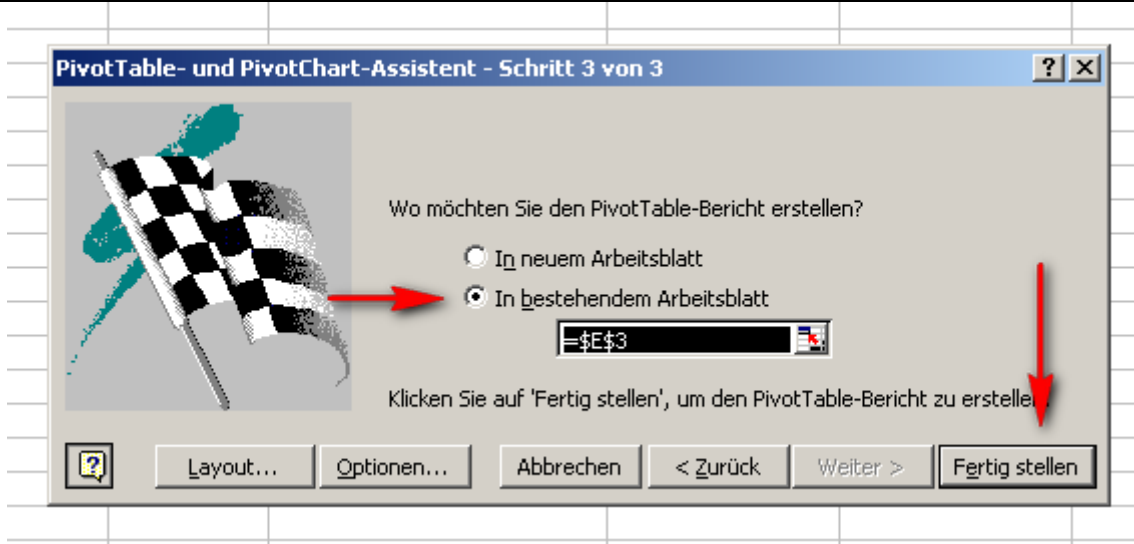 PivotTable- und PivotChart-Assistent - Schritt 3 von 3
Wo möchten Sie den PivotTable-Bericht erstellen?
In neuem Arbeitsblatt
In bestehendem Arbeitsblatt
=$E$3
Klicken Sie auf 'Fertig stellen', um den PivotTable-Bericht zu erstellen.
Layout... Optionen... Abbrechen < Zurück Weiter > Fertig stellen